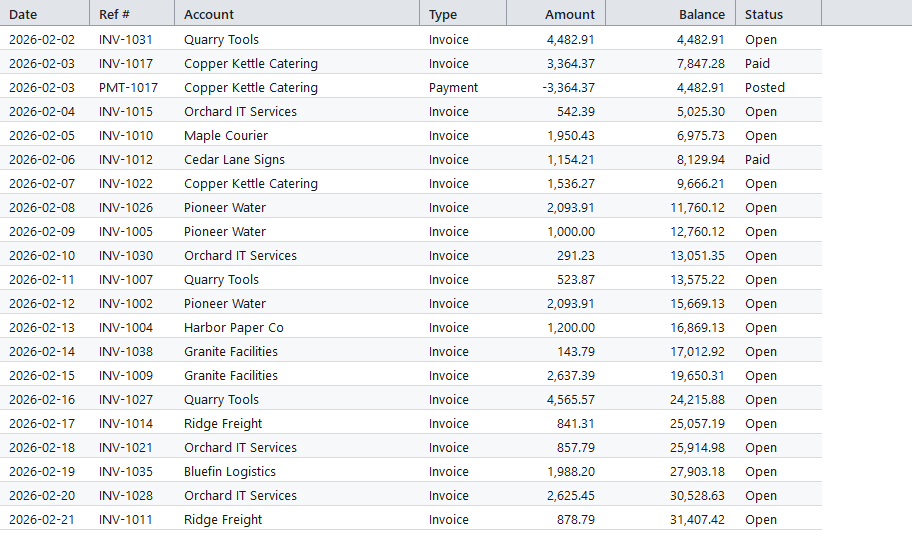 Date Ref # Account Type Amount Balance Status
2026-02-02 INV-1031 Quarry Tools Invoice 4,482.91 4,482.91 Open
2026-02-03 INV-1017 Copper Kettle Catering Invoice 3,364.37 7,847.28 Paid
2026-02-03 PMT-1017 Copper Kettle Catering Payment -3,364.37 4,482.91 Posted
2026-02-04 INV-1015 Orchard IT Services Invoice 542.39 5,025.30 Open
2026-02-05 INV-1010 Maple Courier Invoice 1,950.43 6,975.73 Open
2026-02-06 INV-1012 Cedar Lane Signs Invoice 1,154.21 8,129.94 Paid
2026-02-07 INV-1022 Copper Kettle Catering Invoice 1,536.27 9,666.21 Open
2026-02-08 INV-1026 Pioneer Water Invoice 2,093.91 11,760.12 Open
2026-02-09 INV-1005 Pioneer Water Invoice 1,000.00 12,760.12 Open
2026-02-10 INV-1030 Orchard IT Services Invoice 291.23 13,051.35 Open
2026-02-11 INV-1007 Quarry Tools Invoice 523.87 13,575.22 Open
2026-02-12 INV-1002 Pioneer Water Invoice 2,093.91 15,669.13 Open
2026-02-13 INV-1004 Harbor Paper Co Invoice 1,200.00 16,869.13 Open
2026-02-14 INV-1038 Granite Facilities Invoice 143.79 17,012.92 Open
2026-02-15 INV-1009 Granite Facilities Invoice 2,637.39 19,650.31 Open
2026-02-16 INV-1027 Quarry Tools Invoice 4,565.57 24,215.88 Open
2026-02-17 INV-1014 Ridge Freight Invoice 841.31 25,057.19 Open
2026-02-18 INV-1021 Orchard IT Services Invoice 857.79 25,914.98 Open
2026-02-19 INV-1035 Bluefin Logistics Invoice 1,988.20 27,903.18 Open
2026-02-20 INV-1028 Orchard IT Services Invoice 2,625.45 30,528.63 Open
2026-02-21 INV-1011 Ridge Freight Invoice 878.79 31,407.42 Open